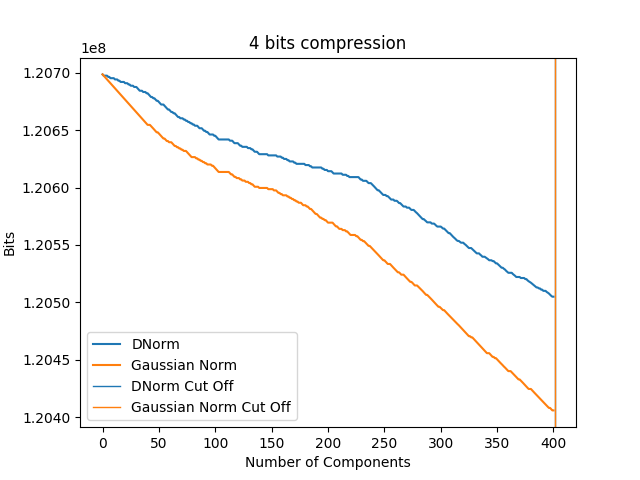 4 bits compression
1e8
1.2070
1.2065
1.2060
1.2055
1.2050
1.2045
1.2040
Bits
DNorm
Gaussian Norm
DNorm Cut Off
Gaussian Norm Cut Off
0 50 100 150 200 250 300 350 400
Number of Components